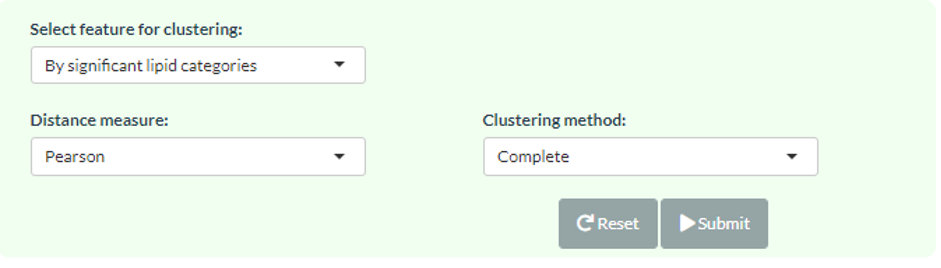 Select feature for clustering:
By significant lipid categories
Distance measure:
Clustering method:
Pearson
Complete
Reset
Submit